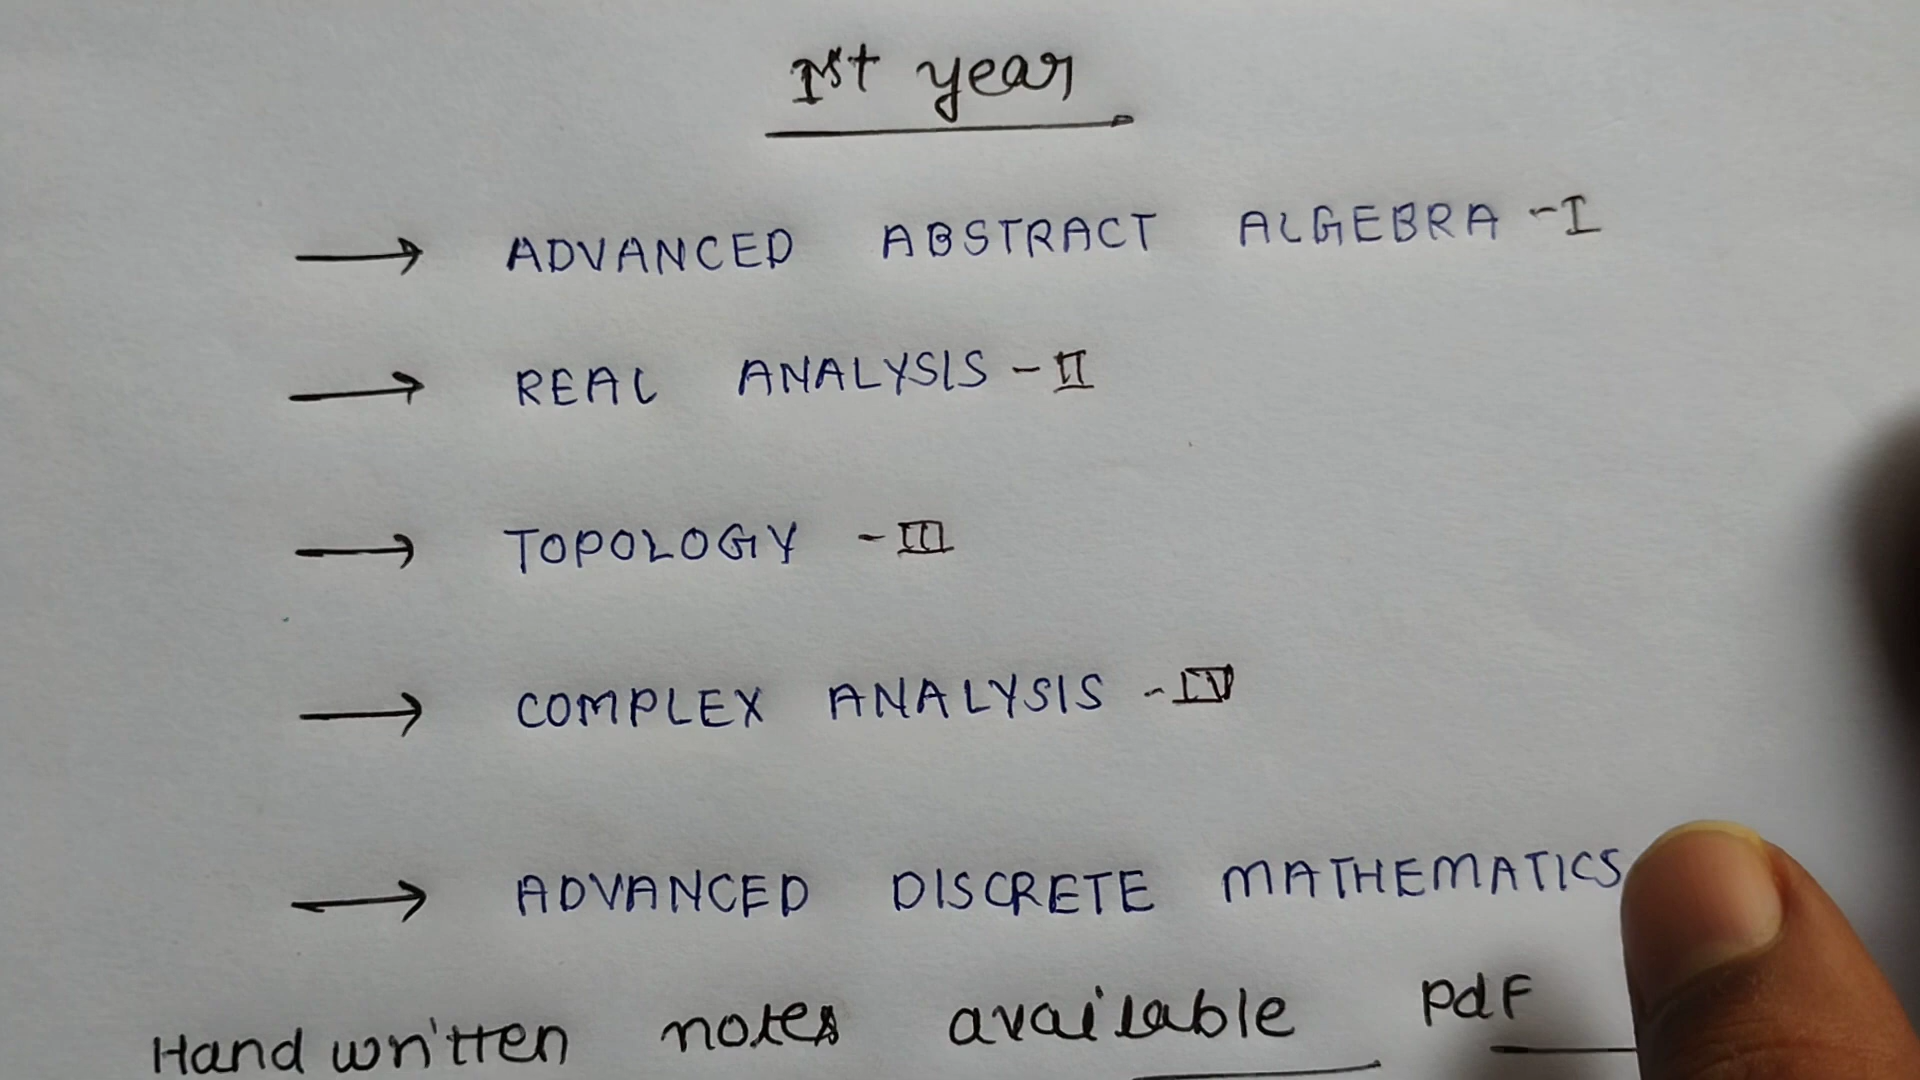 1st year
→ ADVANCED ABSTRACT ALGEBRA - I
→ REAL ANALYSIS - II
→ TOPOLOGY - III
→ COMPLEX ANALYSIS - IV
→ ADVANCED DISCRETE MATHEMATICS
Hand written notes available pdF